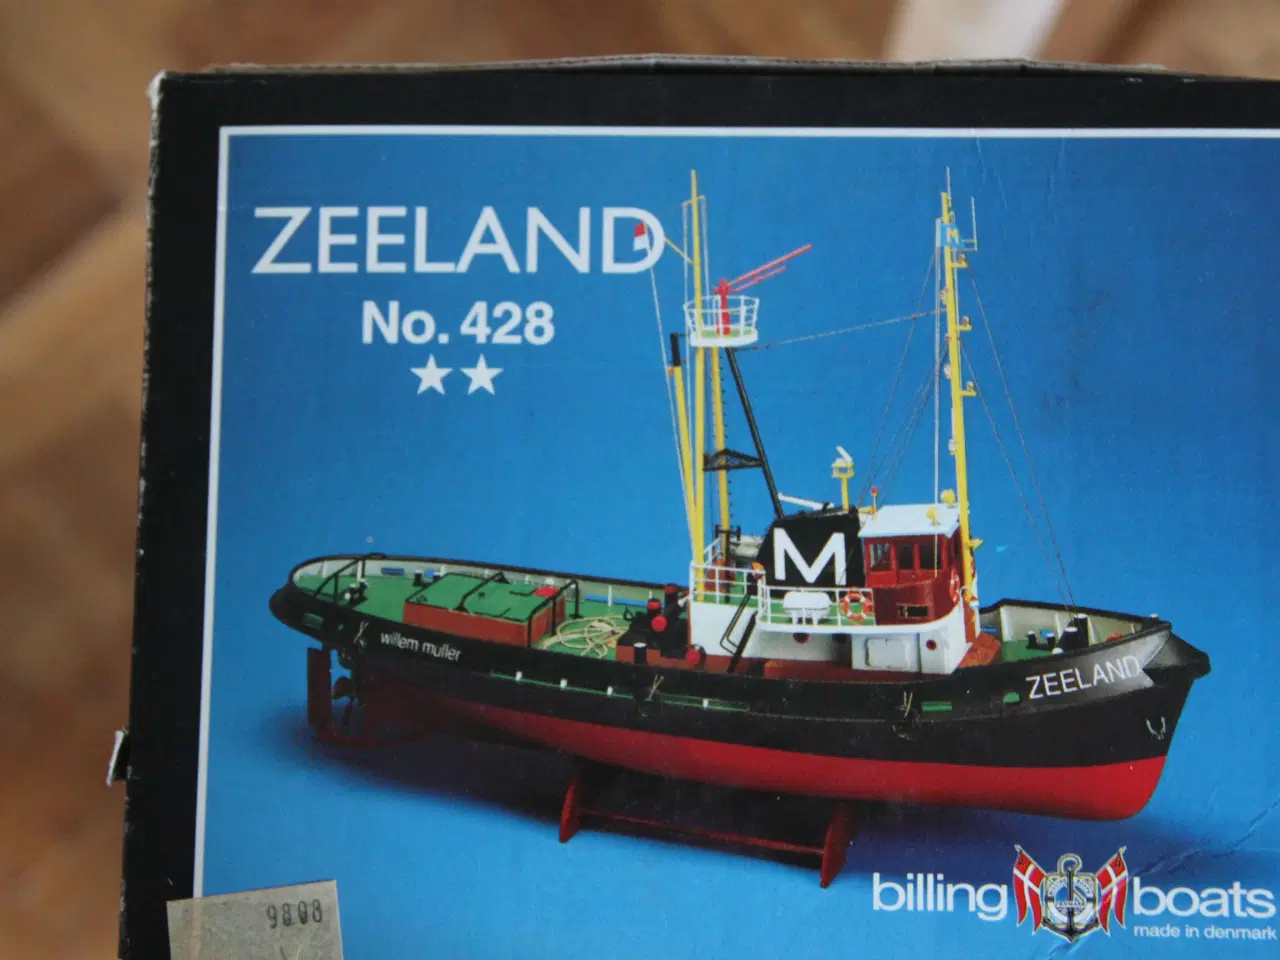 ZEELAND
No. 428
M
M
willem muller
ZEELAND
billing boats
made in denmark
9808